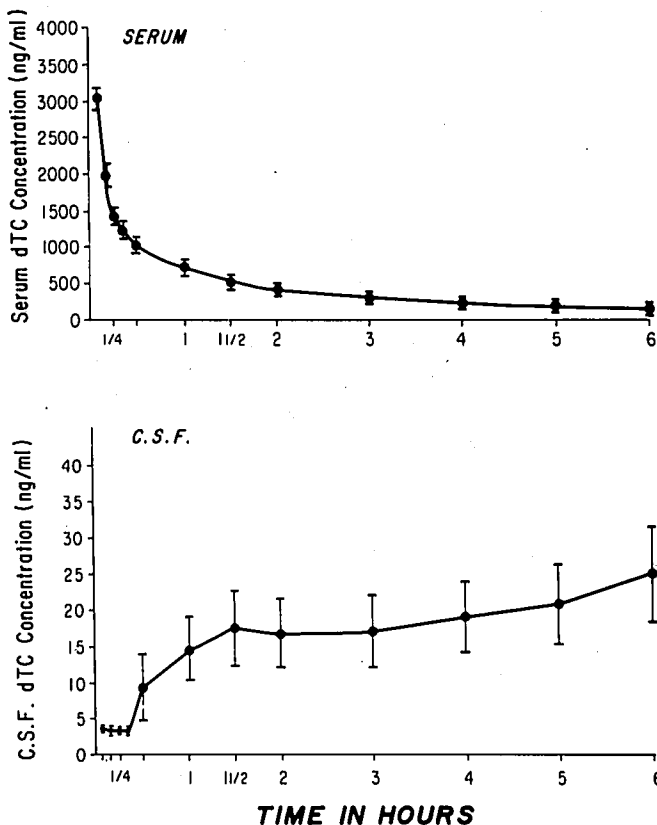 SERUM
Serum dTC Concentration (ng/ml)
4000
3500
3000
2500
2000
1500
1000
500
0
1/4 1 11/2 2 3 4 5 6
C.S.F.
C.S.F. dTC Concentration (ng/ml)
40
35
30
25
20
15
10
5
0
1/4 1 11/2 2 3 4 5 6
TIME IN HOURS